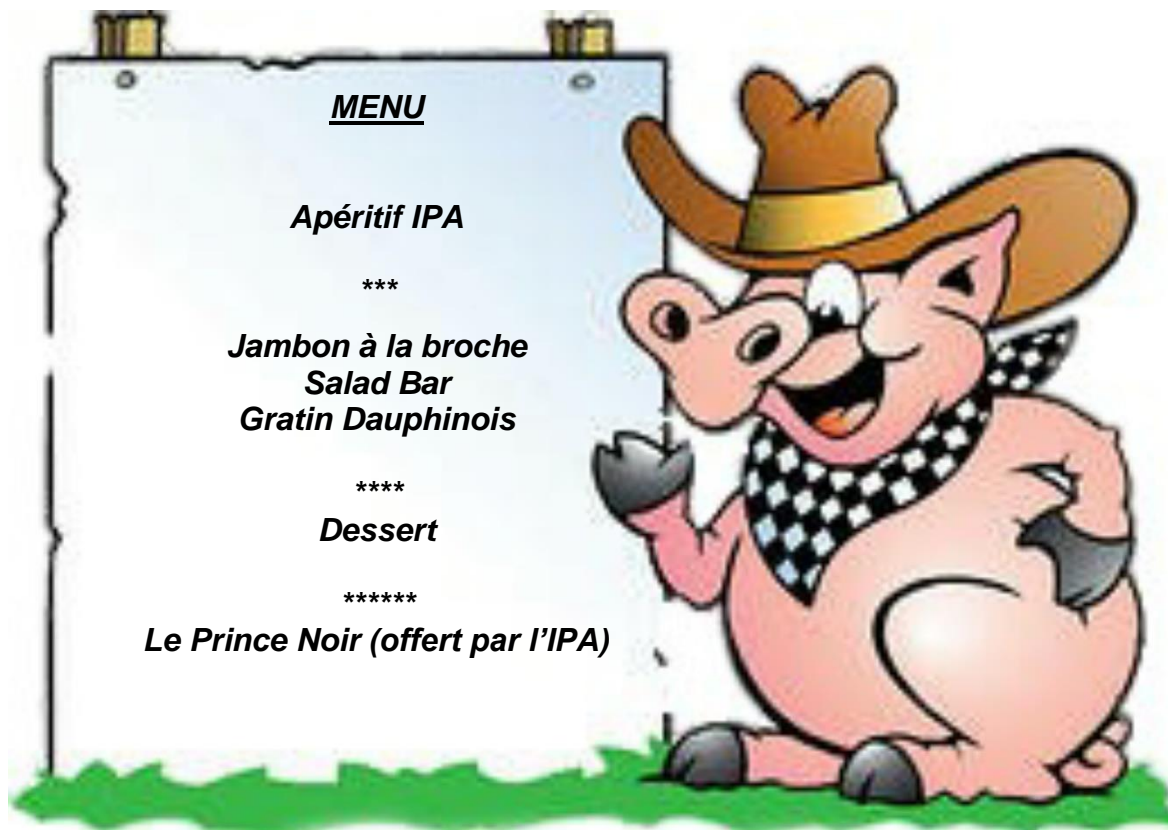 MENU
Apéritif IPA
***
Jambon à la broche
Salad Bar
Gratin Dauphinois
****
Dessert
******
Le Prince Noir (offert par l’IPA)